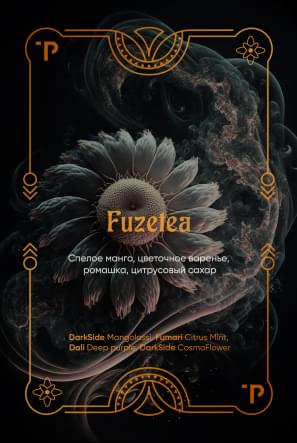 Fuzetea
Спелое манго, цветочное варенье,
ромашка, цитрусовый сахар
DarkSide Mangolassi, Fumari Citrus Mint,
Dali Deep purple, DarkSide CosmoFlower